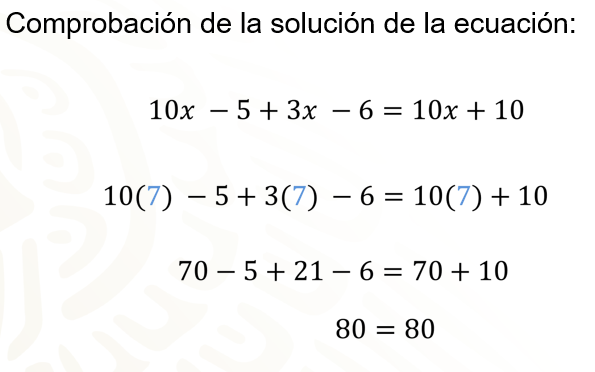 Comprobación de la solución de la ecuación:
10x − 5 + 3x − 6 = 10x + 10
10(7) − 5 + 3(7) − 6 = 10(7) + 10
70 − 5 + 21 − 6 = 70 + 10
80 = 80